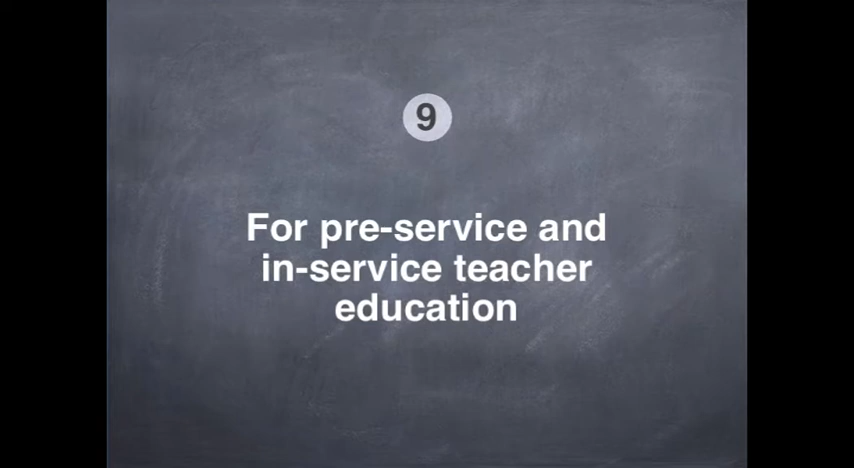 9
For pre-service and
in-service teacher
education